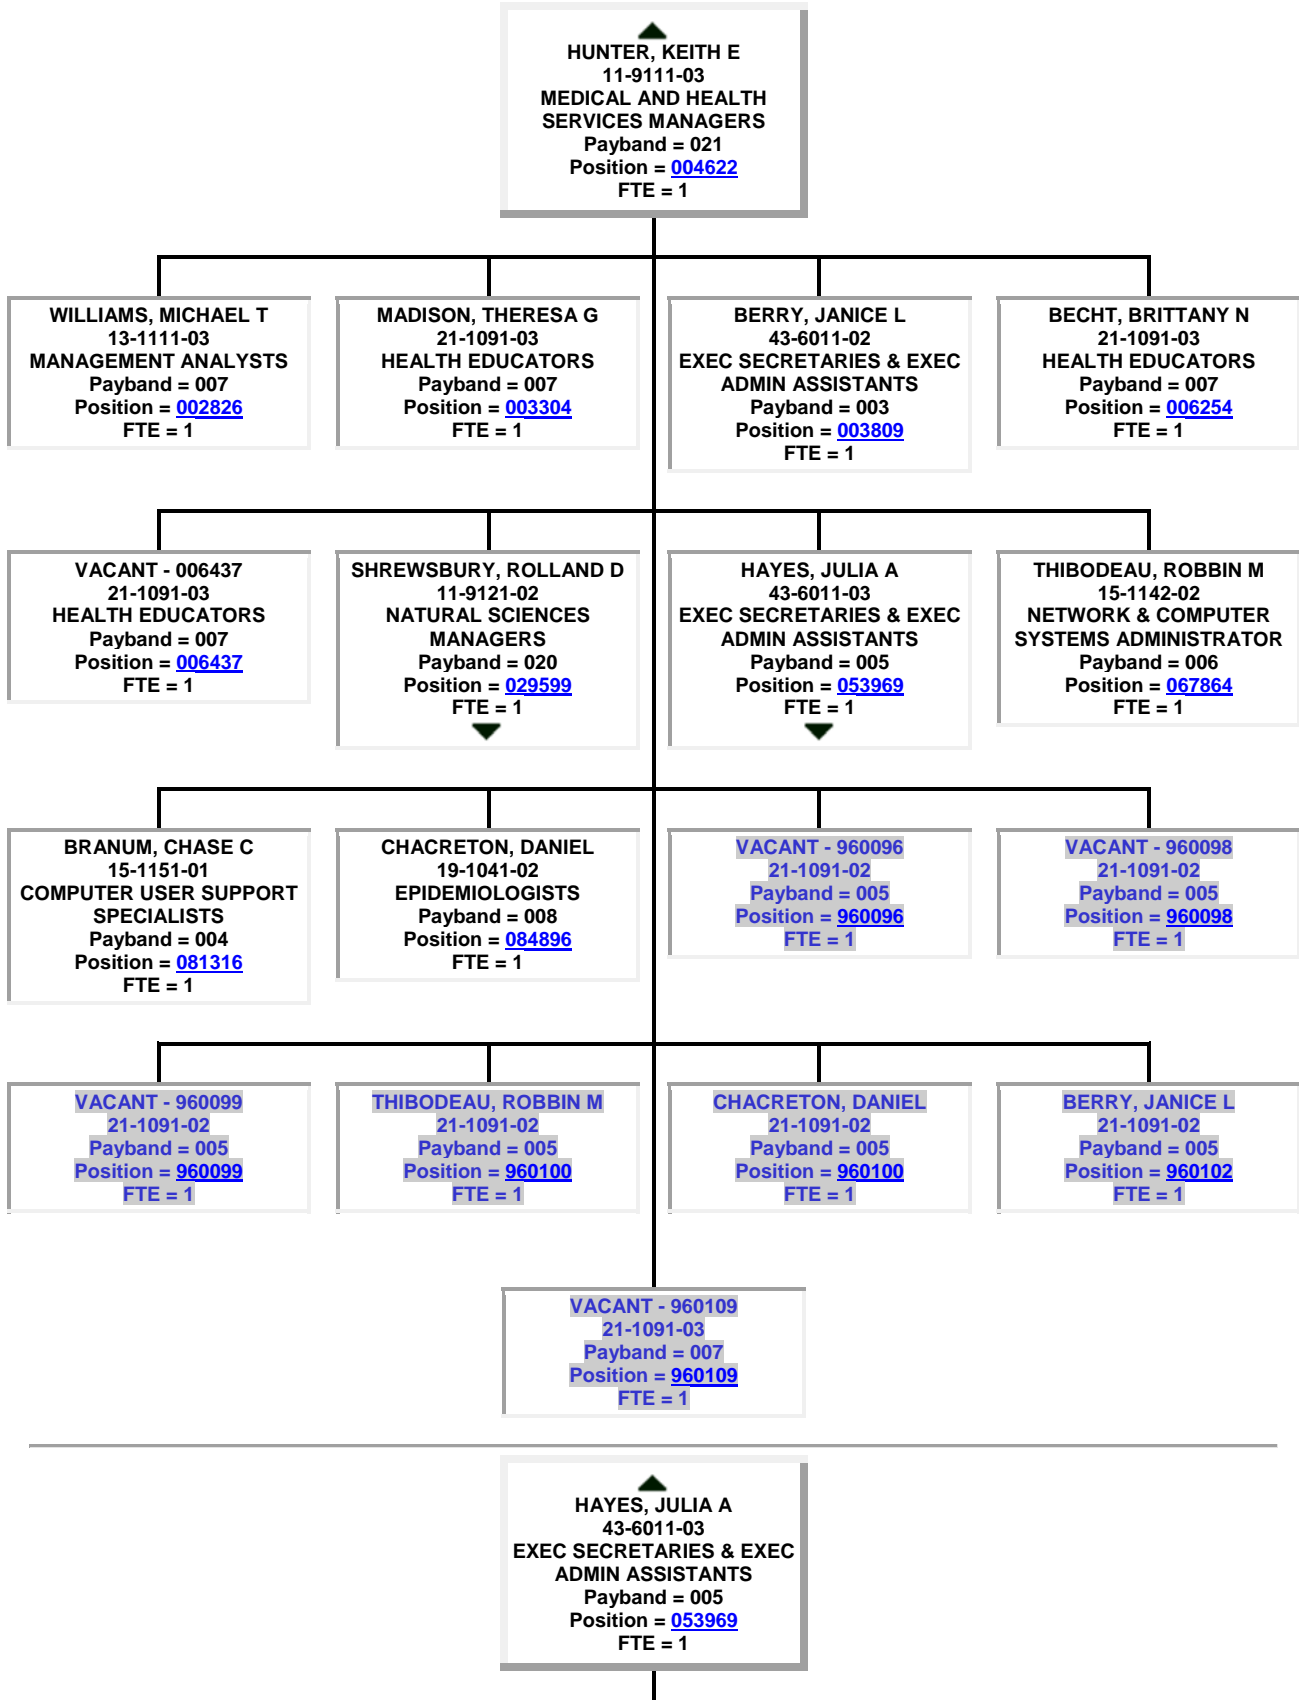 HUNTER, KEITH E
11-9111-03
MEDICAL AND HEALTH
SERVICES MANAGERS
Payband = 021
Position = 004622
FTE = 1
WILLIAMS, MICHAEL T
13-1111-03
MANAGEMENT ANALYSTS
Payband = 007
Position = 002826
FTE = 1
MADISON, THERESA G
21-1091-03
HEALTH EDUCATORS
Payband = 007
Position = 003304
FTE = 1
BERRY, JANICE L
43-6011-02
EXEC SECRETARIES & EXEC
ADMIN ASSISTANTS
Payband = 003
Position = 003809
FTE = 1
BECHT, BRITTANY N
21-1091-03
HEALTH EDUCATORS
Payband = 007
Position = 006254
FTE = 1
VACANT - 006437
21-1091-03
HEALTH EDUCATORS
Payband = 007
Position = 006437
FTE = 1
SHREWSBURY, ROLLAND D
11-9121-02
NATURAL SCIENCES
MANAGERS
Payband = 020
Position = 029599
FTE = 1
HAYES, JULIA A
43-6011-03
EXEC SECRETARIES & EXEC
ADMIN ASSISTANTS
Payband = 005
Position = 053969
FTE = 1
THIBODEAU, ROBBIN M
15-1142-02
NETWORK & COMPUTER
SYSTEMS ADMINISTRATOR
Payband = 006
Position = 067864
FTE = 1
BRANUM, CHASE C
15-1151-01
COMPUTER USER SUPPORT
SPECIALISTS
Payband = 004
Position = 081316
FTE = 1
CHACRETON, DANIEL
19-1041-02
EPIDEMIOLOGISTS
Payband = 008
Position = 084896
FTE = 1
VACANT - 960096
21-1091-02
Payband = 005
Position = 960096
FTE = 1
VACANT - 960098
21-1091-02
Payband = 005
Position = 960098
FTE = 1
VACANT - 960099
21-1091-02
Payband = 005
Position = 960099
FTE = 1
THIBODEAU, ROBBIN M
21-1091-02
Payband = 005
Position = 960100
FTE = 1
CHACRETON, DANIEL
21-1091-02
Payband = 005
Position = 960100
FTE = 1
BERRY, JANICE L
21-1091-02
Payband = 005
Position = 960102
FTE = 1
VACANT - 960109
21-1091-03
Payband = 007
Position = 960109
FTE = 1
HAYES, JULIA A
43-6011-03
EXEC SECRETARIES & EXEC
ADMIN ASSISTANTS
Payband = 005
Position = 053969
FTE = 1